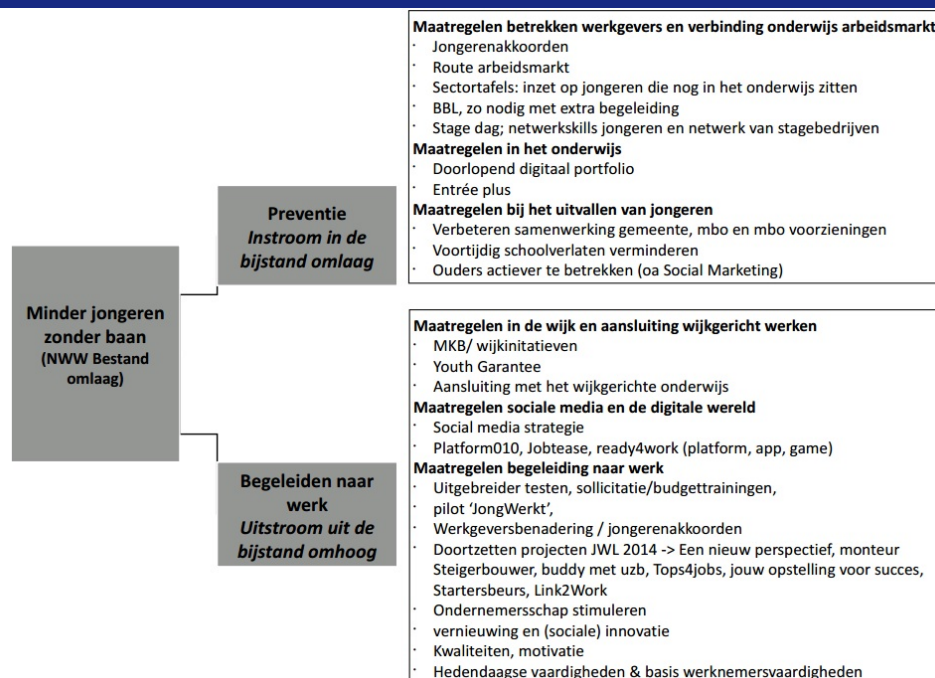 Minder jongeren
zonder baan
(NWW Bestand
omlaag)
Preventie
Instroom in de
bijstand omlaag
Maatregelen betrekken werkgevers en verbinding onderwijs arbeidsmarkt
· Jongerenakkoorden
· Route arbeidsmarkt
· Sectortafels: inzet op jongeren die nog in het onderwijs zitten
· BBL, zo nodig met extra begeleiding
· Stage dag; netwerkskills jongeren en netwerk van stagebedrijven
Maatregelen in het onderwijs
· Doorlopend digitaal portfolio
· Entrée plus
Maatregelen bij het uitvallen van jongeren
· Verbeteren samenwerking gemeente, mbo en mbo voorzieningen
· Voortijdig schoolverlaten verminderen
· Ouders actiever te betrekken (oa Social Marketing)
Begeleiden naar
werk
Uitstroom uit de
bijstand omhoog
Maatregelen in de wijk en aansluiting wijkgericht werken
· MKB/ wijkinitatieven
· Youth Garantee
· Aansluiting met het wijkgerichte onderwijs
Maatregelen sociale media en de digitale wereld
· Social media strategie
· Platform010, Jobtease, ready4work (platform, app, game)
Maatregelen begeleiding naar werk
· Uitgebreider testen, sollicitatie/budgettrainingen,
· pilot ‘JongWerkt’,
· Werkgeversbenadering / jongerenakkoorden
· Doortzetten projecten JWL 2014 -> Een nieuw perspectief, monteur
Steigerbouwer, buddy met uzb, Tops4jobs, jouw opstelling voor succes,
Startersbeurs, Link2Work
· Ondernemersschap stimuleren
· vernieuwing en (sociale) innovatie
· Kwaliteiten, motivatie
· Hedendaagse vaardigheden & basis werknemersvaardigheden